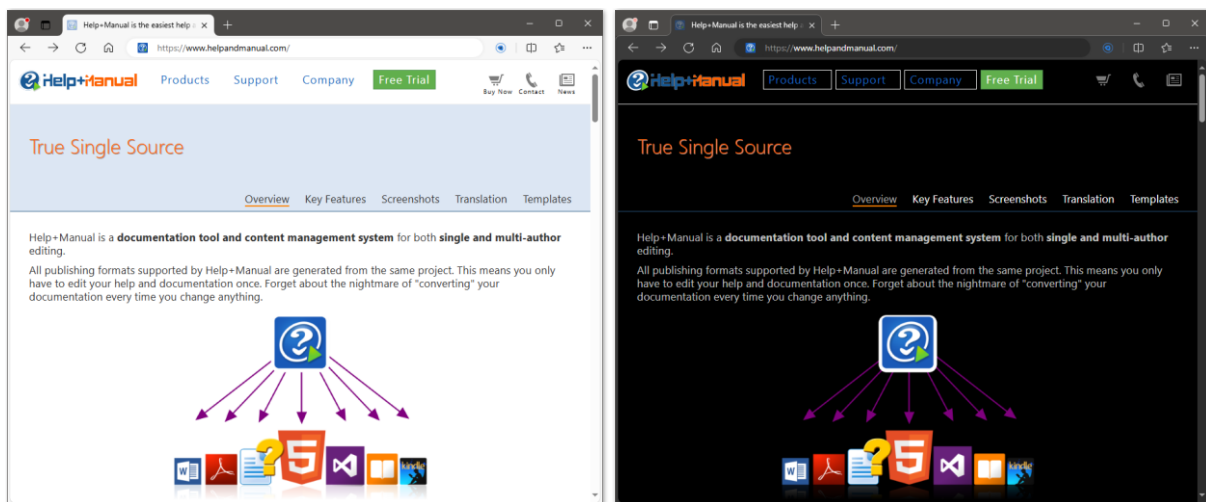 Help+Manual is the easiest help
https://www.helpandmanual.com/
Help+Manual
Products
Support
Company
Free Trial
Buy Now
Contact
News
True Single Source
Overview
Key Features
Screenshots
Translation
Templates
Help+Manual is a documentation tool and content management system for both single and multi-author
editing.
All publishing formats supported by Help+Manual are generated from the same project. This means you only
have to edit your help and documentation once. Forget about the nightmare of "converting" your
documentation every time you change anything.
kindle
Help+Manual is the easiest help
https://www.helpandmanual.com/
Help+Manual
Products
Support
Company
Free Trial
True Single Source
Overview
Key Features
Screenshots
Translation
Templates
Help+Manual is a documentation tool and content management system for both single and multi-author
editing.
All publishing formats supported by Help+Manual are generated from the same project. This means you only
have to edit your help and documentation once. Forget about the nightmare of "converting" your
documentation every time you change anything.
kindle